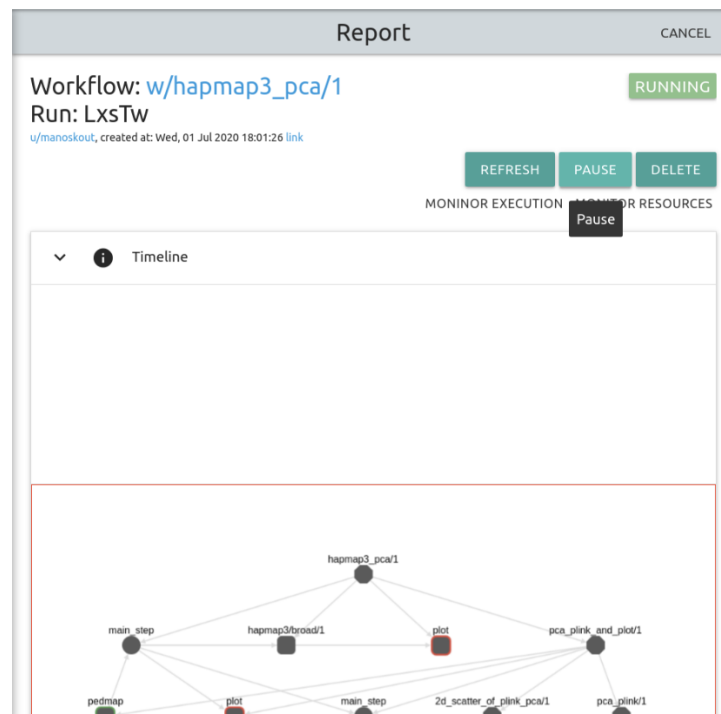 Report
CANCEL
Workflow: w/hapmap3_pca/1
RUNNING
Run: LxsTw
u/manoskout, created at: Wed, 01 Jul 2020 18:01:26 link
REFRESH PAUSE DELETE
MONINOR EXECUTION MONITOR RESOURCES
Pause
Timeline
hapmap3_pca/1
main_step hapmap3/broad/1 plot pca_plink_and_plot/1
pedmap plot main_step 2d_scatter_of_plink_pca/1 pca_plink/1